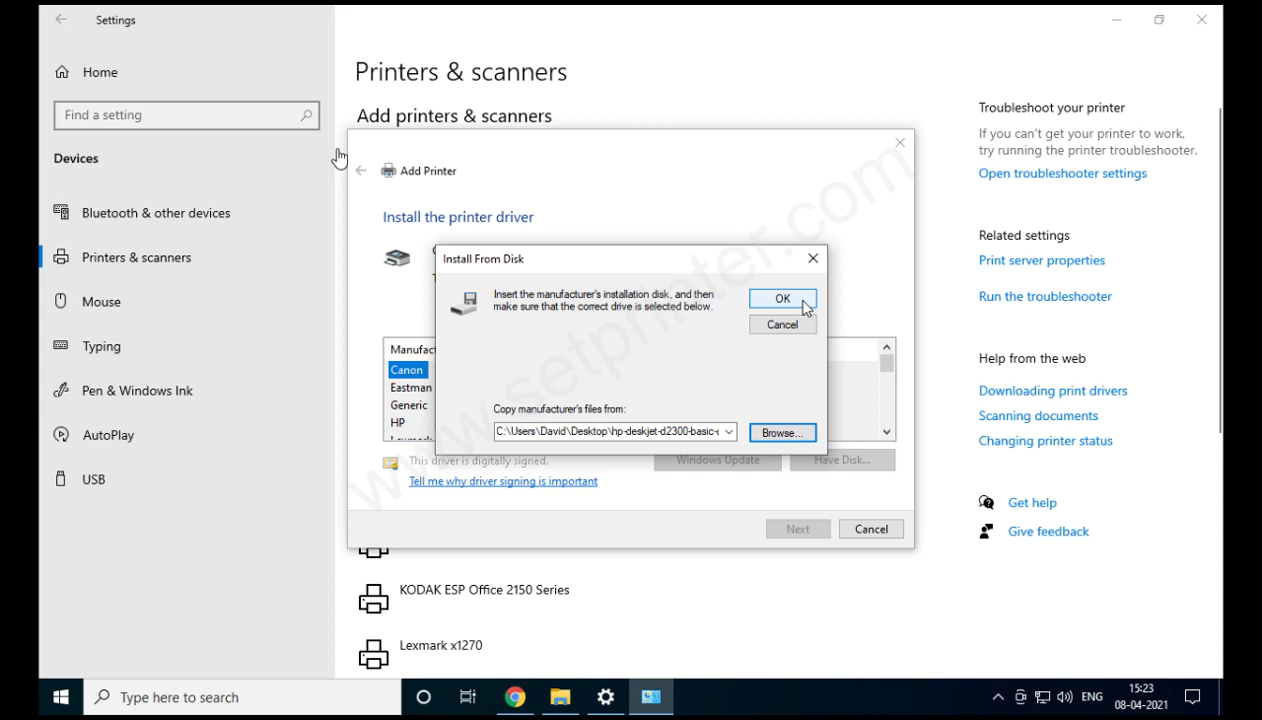 Settings
Home
Find a setting
Devices
Bluetooth & other devices
Printers & scanners
Mouse
Typing
Pen & Windows Ink
AutoPlay
USB
Printers & scanners
Add printers & scanners
Add Printer
Install the printer driver
Install From Disk
Insert the manufacturer's installation disk, and then
make sure that the correct drive is selected below.
OK
Cancel
Copy manufacturer's files from:
C:\Users\David\Desktop\hp-deskjet-d2300-basic-
Browse...
Canon
Eastman
Generic
HP
This driver is digitally signed.
Windows Update
Have Disk...
Tell me why driver signing is important
Next
Cancel
KODAK ESP Office 2150 Series
Lexmark x1270
Troubleshoot your printer
If you can't get your printer to work,
try running the printer troubleshooter.
Open troubleshooter settings
Related settings
Print server properties
Run the troubleshooter
Help from the web
Downloading print drivers
Scanning documents
Changing printer status
Get help
Give feedback
Type here to search
ENG
15:23
08-04-2021
www.setprinter.com